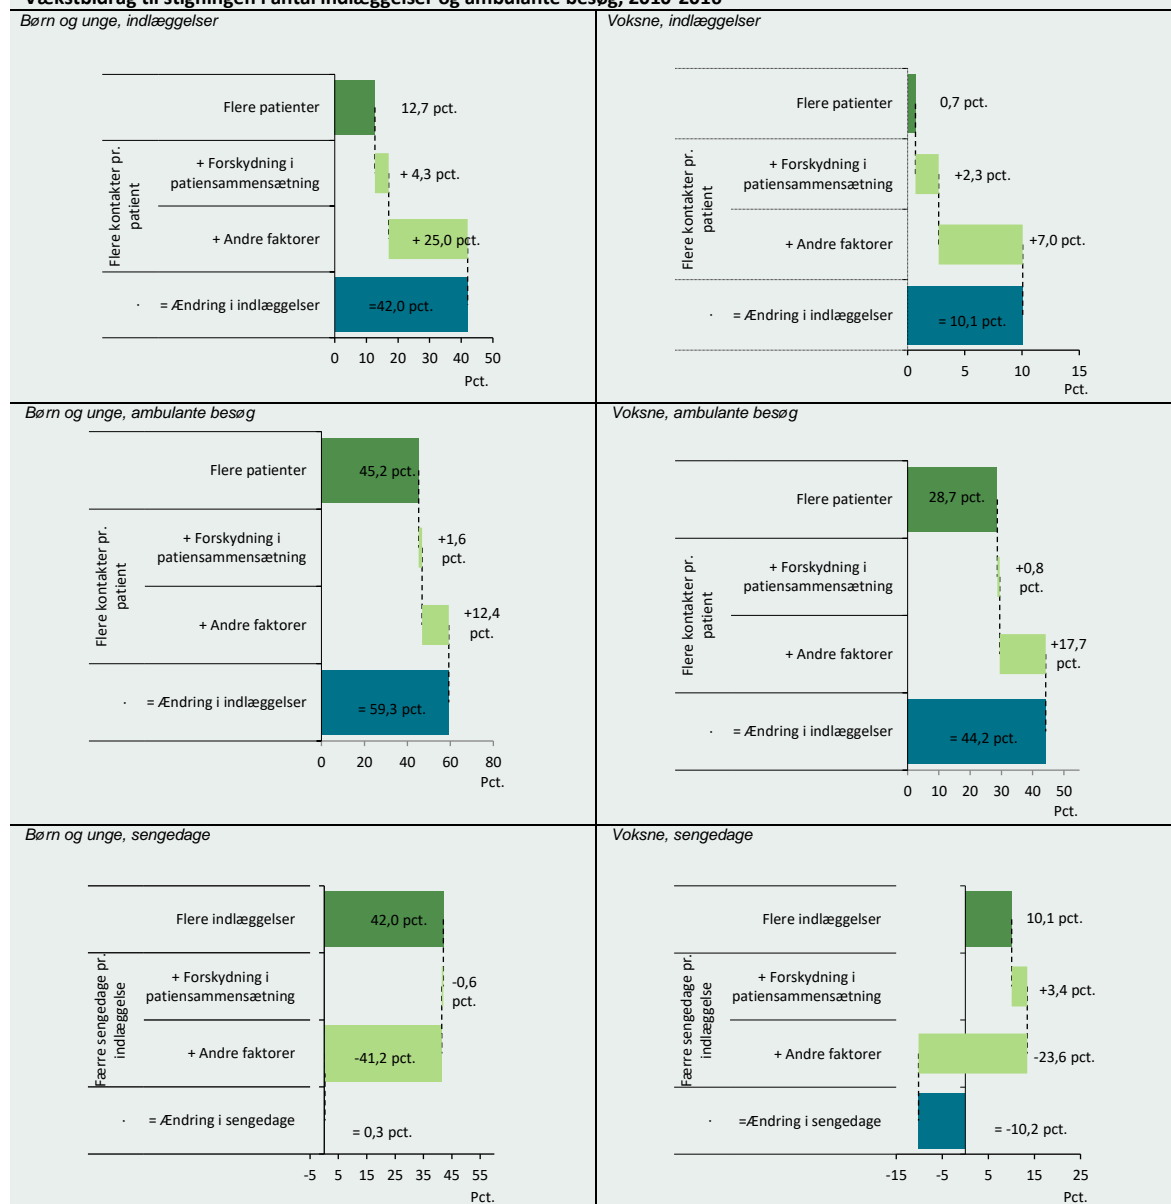 Vækstbidrag til stigningen i antal indlæggelser og ambulante besøg, 2010-2018
Børn og unge, indlæggelser
Flere patienter
12,7 pct.
Flere kontakter pr.
patient
+ Forskydning i
patiensammensætning
+ 4,3 pct.
+ Andre faktorer
+ 25,0 pct.
· = Ændring i indlæggelser
=42,0 pct.
0 10 20 30 40 50
Pct.
Voksne, indlæggelser
Flere patienter
0,7 pct.
Flere kontakter pr.
patient
+ Forskydning i
patiensammensætning
+2,3 pct.
+ Andre faktorer
+7,0 pct.
· = Ændring i indlæggelser
= 10,1 pct.
0 5 10 15
Pct.
Børn og unge, ambulante besøg
Flere patienter
45,2 pct.
Flere kontakter pr.
patient
+ Forskydning i
patiensammensætning
+1,6
pct.
+ Andre faktorer
+12,4
pct.
· = Ændring i indlæggelser
= 59,3 pct.
0 20 40 60 80
Pct.
Voksne, ambulante besøg
Flere patienter
28,7 pct.
Flere kontakter pr.
patient
+ Forskydning i
patiensammensætning
+0,8
pct.
+ Andre faktorer
+17,7
pct.
· = Ændring i indlæggelser
= 44,2 pct.
0 10 20 30 40 50
Pct.
Børn og unge, sengedage
Flere indlæggelser
42,0 pct.
Færre sengedage pr.
indlæggelse
+ Forskydning i
patiensammensætning
-0,6
pct.
+ Andre faktorer
-41,2 pct.
· = Ændring i sengedage
= 0,3 pct.
-5 5 15 25 35 45 55
Pct.
Voksne, sengedage
Flere indlæggelser
10,1 pct.
Færre sengedage pr.
indlæggelse
+ Forskydning i
patiensammensætning
+3,4 pct.
+ Andre faktorer
-23,6 pct.
· =Ændring i sengedage
= -10,2 pct.
-15 -5 5 15 25
Pct.